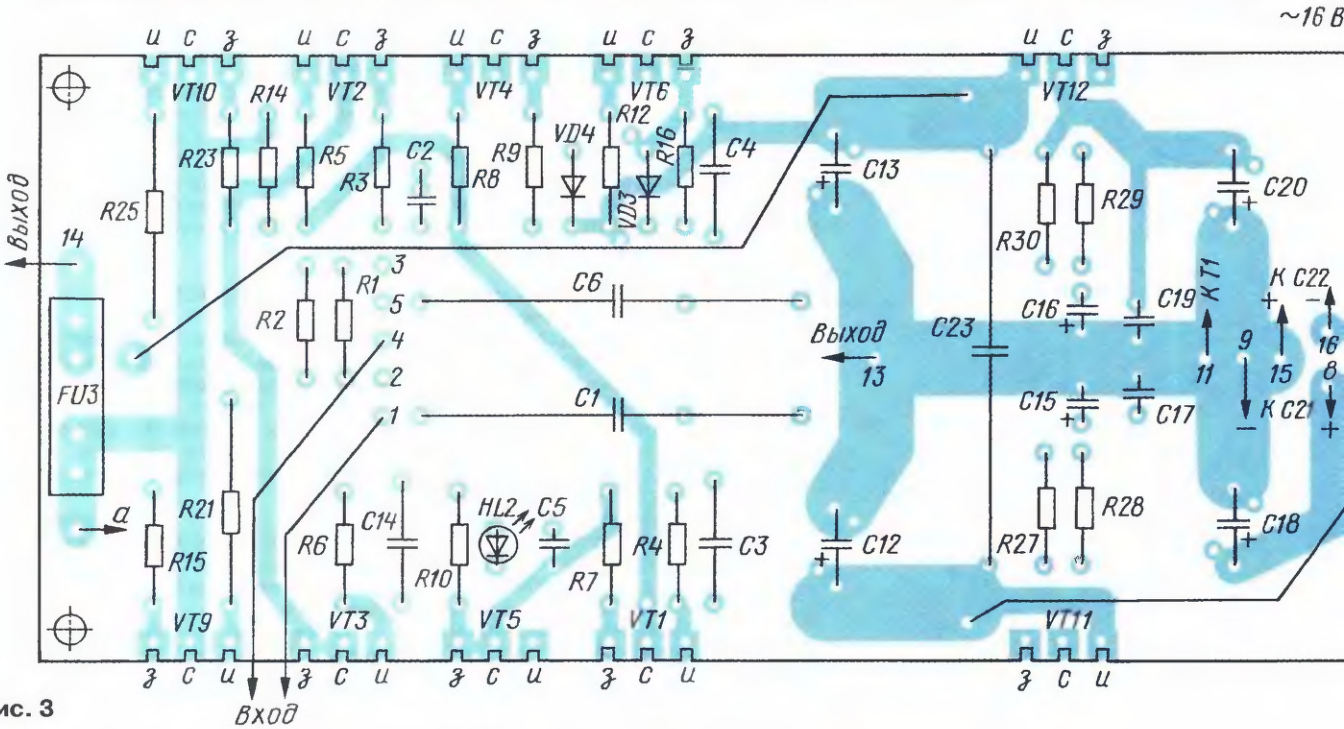 ~16 В
и с з и с з и с з и с з и с з
VT10 R14 VT2 VT4 VT6 VT12
R12
R23 R5 R3 C2 R8 R9 VD4 VD3 R16 C4 C13 C20
R25 R30 R29
Выход
14
3
R2 R1 5 C6 C16 C19 К T1 К C22
+ −
4 Выход C23 9 16
13 11 15 8
FU3 2
1 C1 C15 C17 − К C21 +
a R21 HL2 C5
R15 R6 C14 R10 R7 R4 C3 C12 R27 R28 C18
VT9 VT3 VT5 VT1 VT11
з с и з с и з с и з с и з с и
ис. 3
Вход